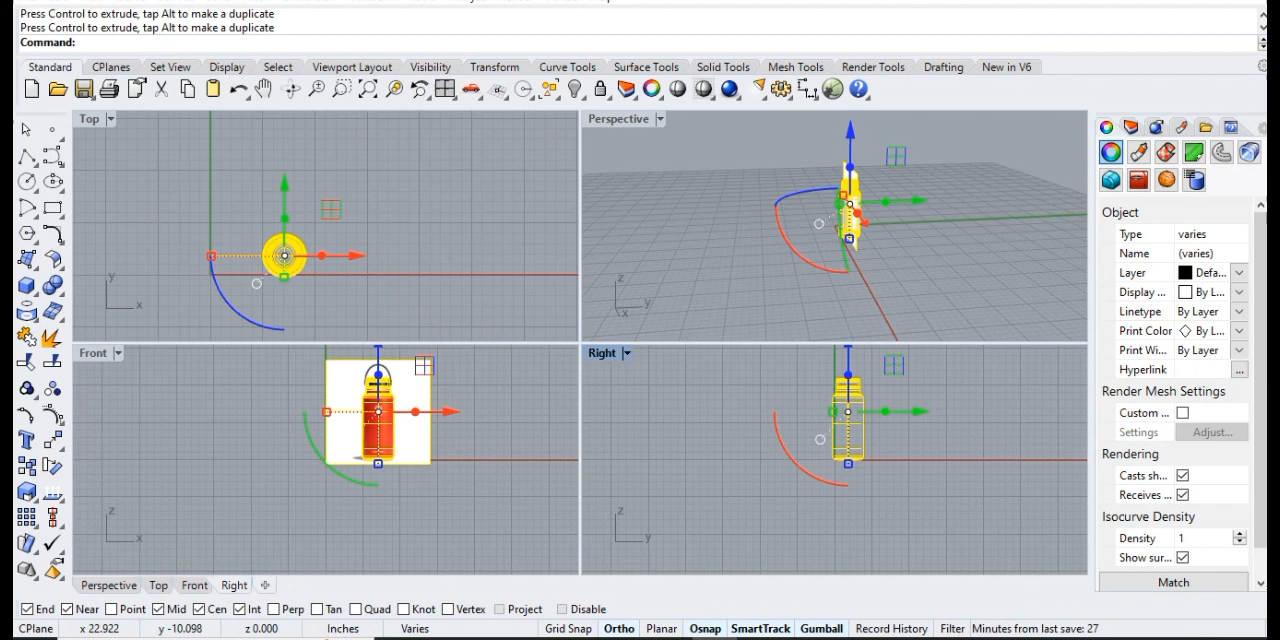 Press Control to extrude, tap Alt to make a duplicate
Press Control to extrude, tap Alt to make a duplicate
Command:
Standard CPlanes Set View Display Select Viewport Layout Visibility Transform Curve Tools Surface Tools Solid Tools Mesh Tools Render Tools Drafting New in V6
Top
Perspective
Front
Right
y
x
z
y
x
z
x
z
y
Object
Type varies
Name (varies)
Layer Defa...
Display ... By L...
Linetype By Layer
Print Color By L...
Print Wi... By Layer
Hyperlink ...
Render Mesh Settings
Custom ...
Settings Adjust...
Rendering
Casts sh...
Receives ...
Isocurve Density
Density 1
Show sur...
Match
Perspective Top Front Right
End Near Point Mid Cen Int Perp Tan Quad Knot Vertex Project Disable
CPlane x 22.922 y -10.098 z 0.000 Inches Varies Grid Snap Ortho Planar Osnap SmartTrack Gumball Record History Filter Minutes from last save: 27